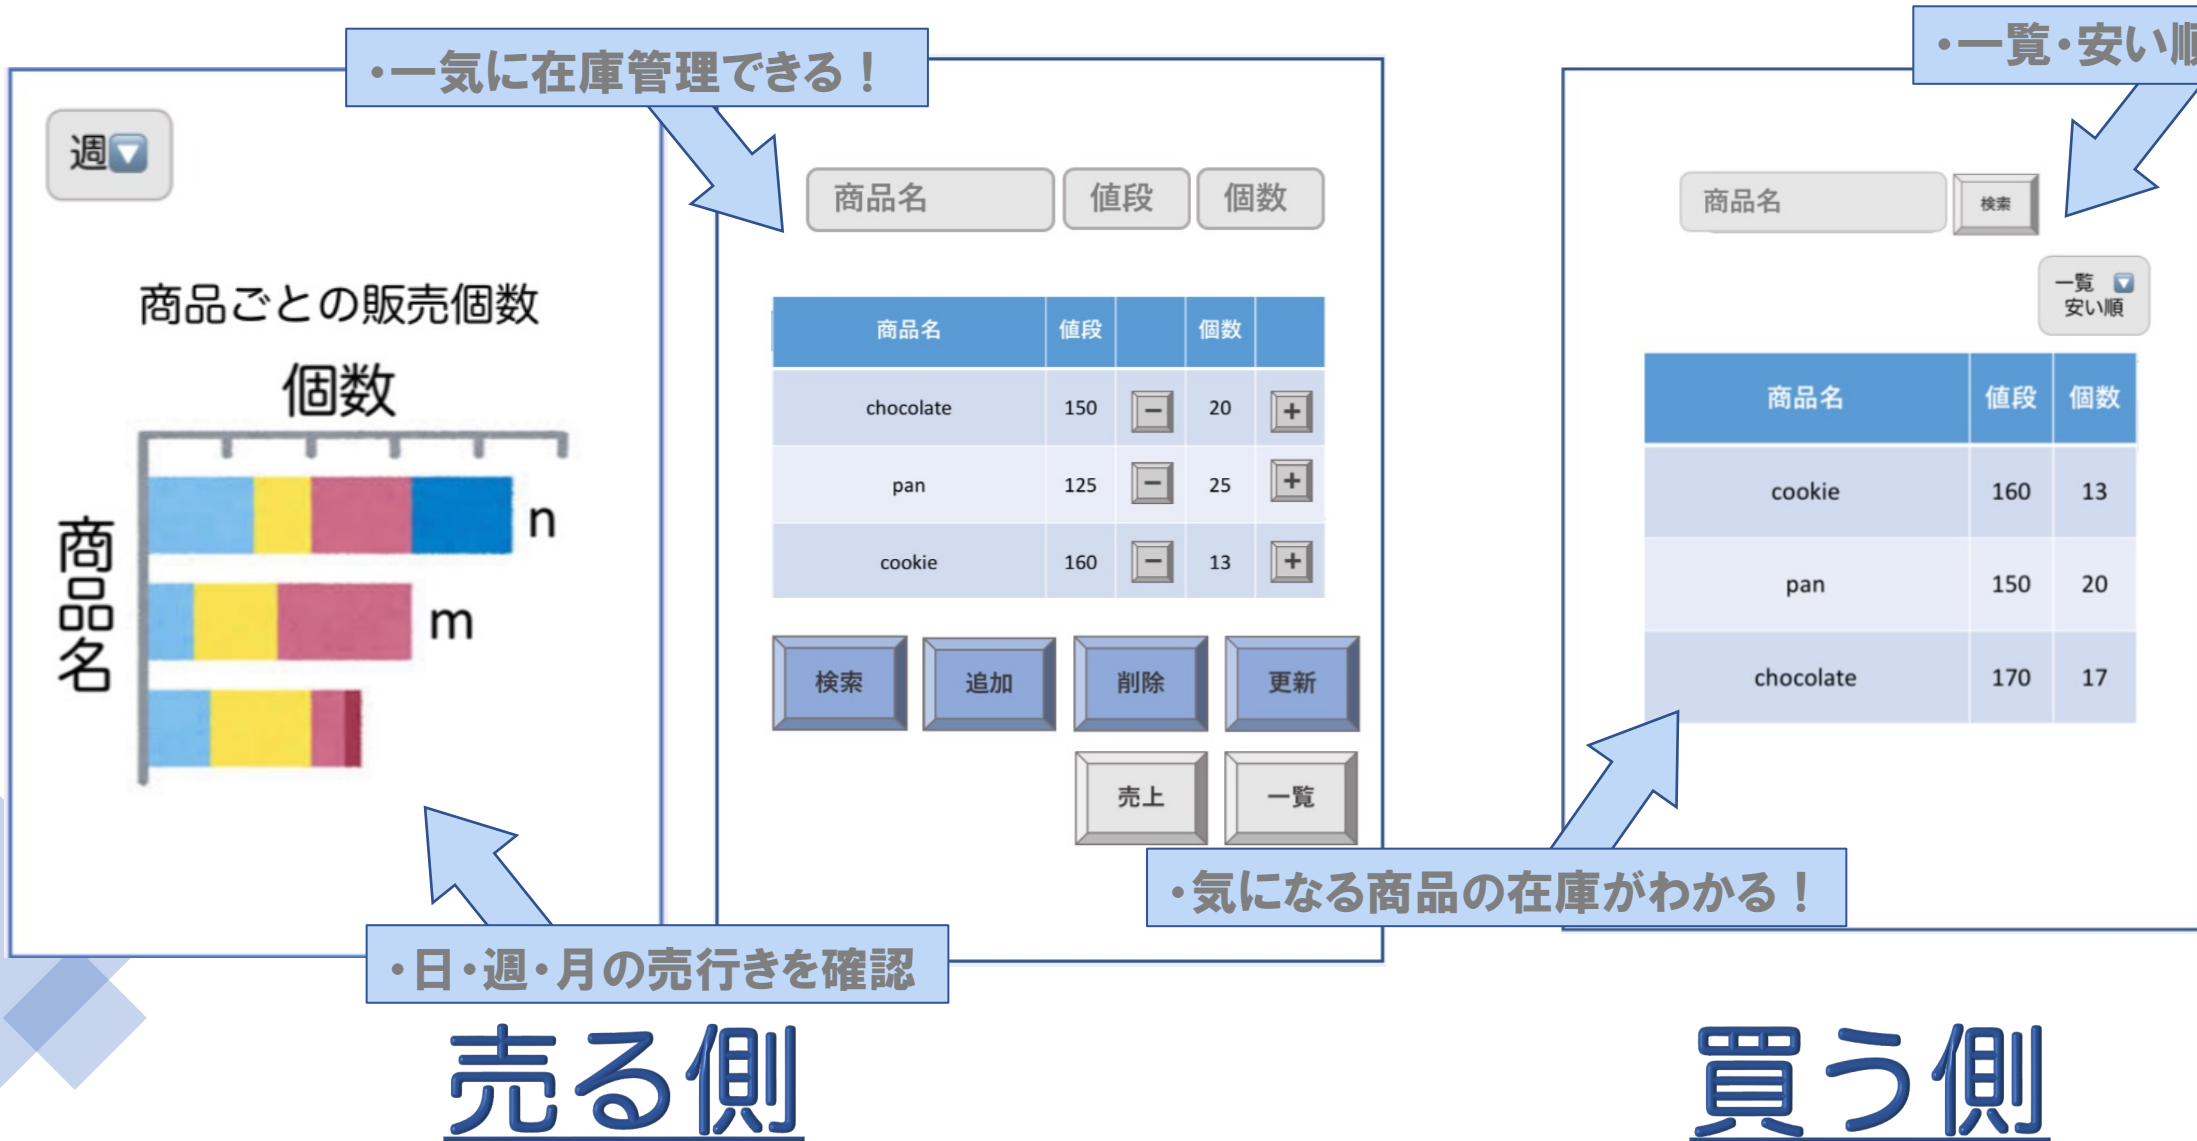 ・一気に在庫管理できる！
週
商品ごとの販売個数
個数
商品名
n
m
・日・週・月の売行きを確認
商品名 値段 個数
商品名 値段 個数
chocolate 150 － 20 ＋
pan 125 － 25 ＋
cookie 160 － 13 ＋
検索 追加 削除 更新
売上 一覧
売る側
・一覧・安い順
商品名 検索
一覧
安い順
商品名 値段 個数
cookie 160 13
pan 150 20
chocolate 170 17
・気になる商品の在庫がわかる！
買う側